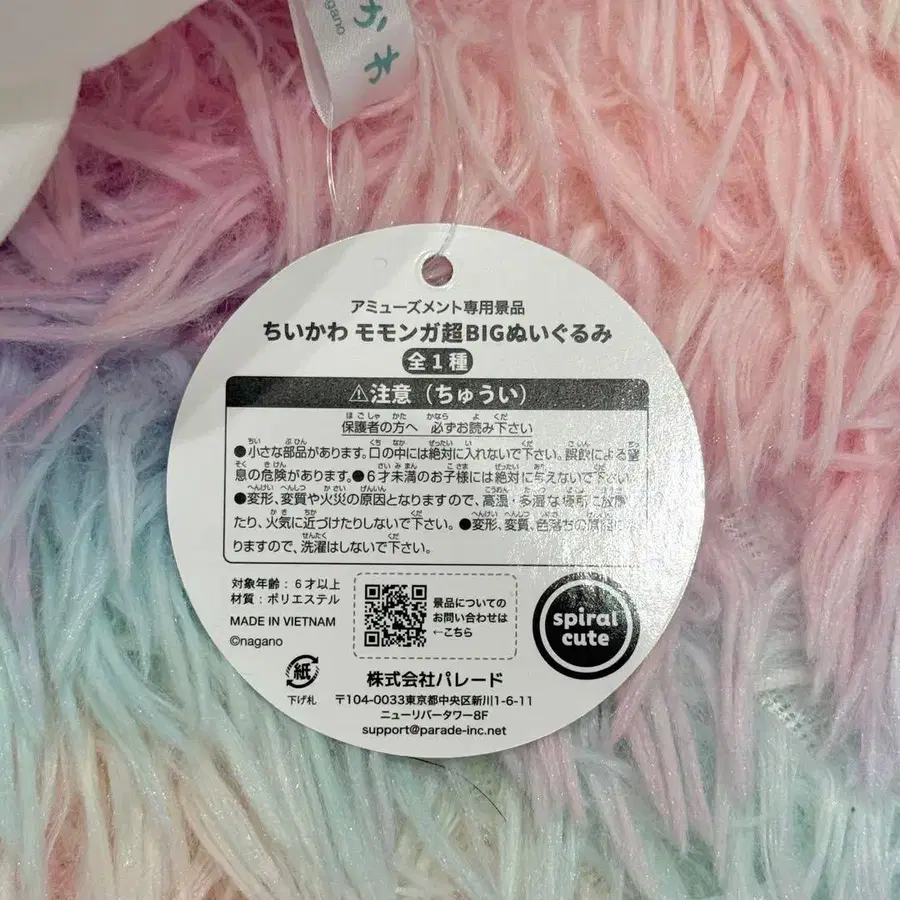 nagano
かわ
アミューズメント専用景品
ちいかわ モモンガ超BIGぬいぐるみ
全1種
⚠注意（ちゅうい）
保護者の方へ 必ずお読み下さい
●小さな部品があります。口の中には絶対に入れないで下さい。誤飲による窒
息の危険があります。●6才未満のお子様には絶対に与えないで下さい。
●変形、変質や火災の原因となりますので、高温・多湿な場所に放置
たり、火気に近づけたりしないで下さい。●変形、変質、色落ちの原因に
りますので、洗濯はしないで下さい。
対象年齢：6才以上
材質：ポリエステル
MADE IN VIETNAM
©nagano
景品についての
お問い合わせは
←こちら
spiral
cute
紙
下げ札
株式会社パレード
〒104-0033東京都中央区新川1-6-11
ニューリバータワー8F
support@parade-inc.net